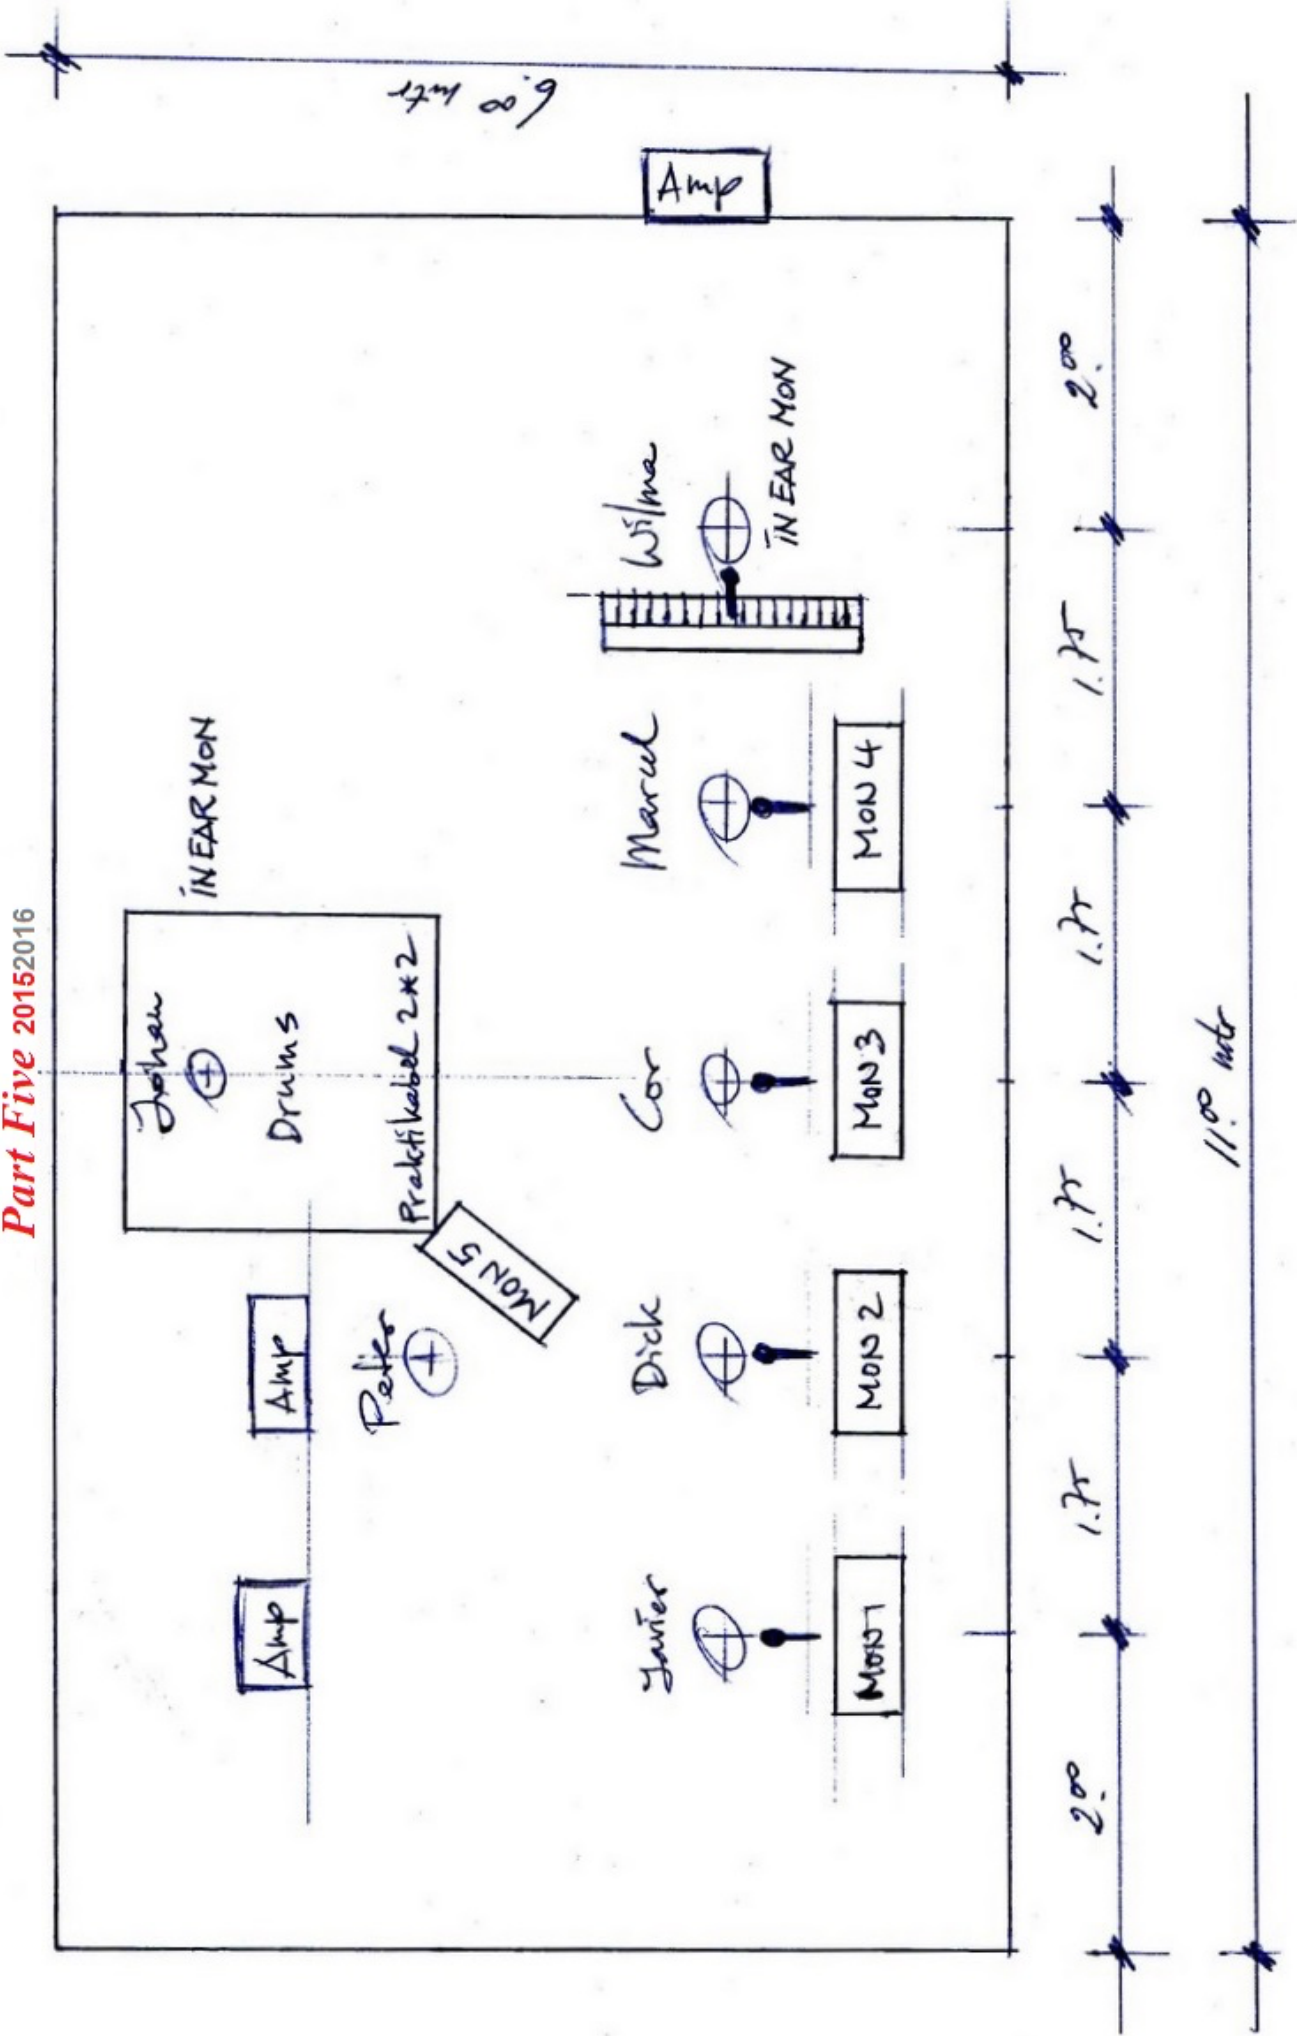 Part Five 20152016
Johan
Drums
Praktikabel 2*2
IN EAR MON
Amp
Amp
Peter
MON 5
Javier
Dick
Cor
Marcel
Wilma
IN EAR MON
Amp
MON 1
MON 2
MON 3
MON 4
2.00
1.75
1.75
1.75
1.75
2.00
11.00 mtr
6.00 mtr